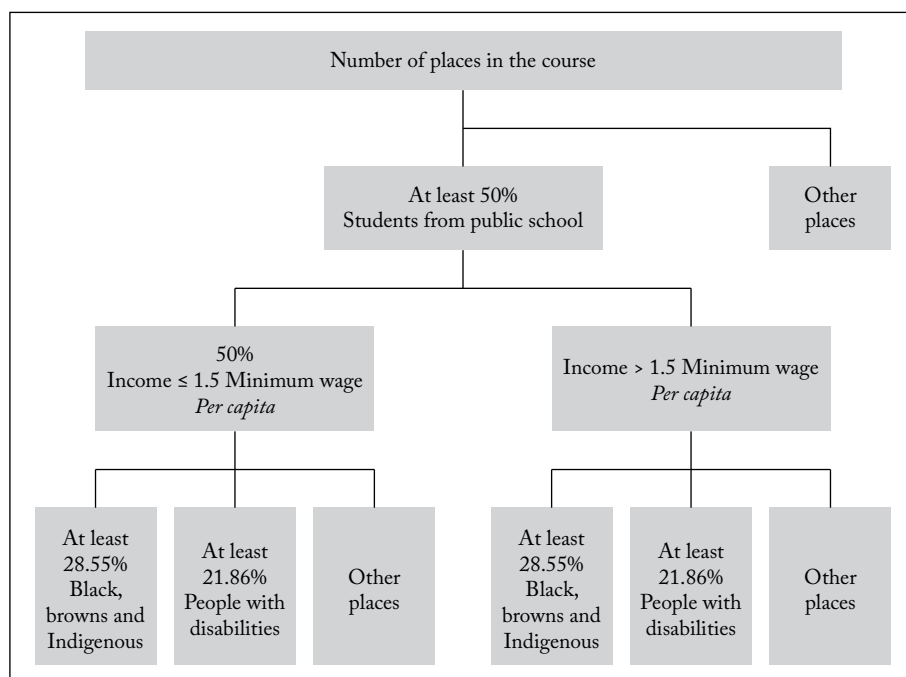 Number of places in the course
At least 50%
Students from public school
Other
places
50%
Income ≤ 1.5 Minimum wage
Per capita
Income > 1.5 Minimum wage
Per capita
At least
28.55%
Black,
browns and
Indigenous
At least
21.86%
People with
disabilities
Other
places
At least
28.55%
Black,
browns and
Indigenous
At least
21.86%
People with
disabilities
Other
places